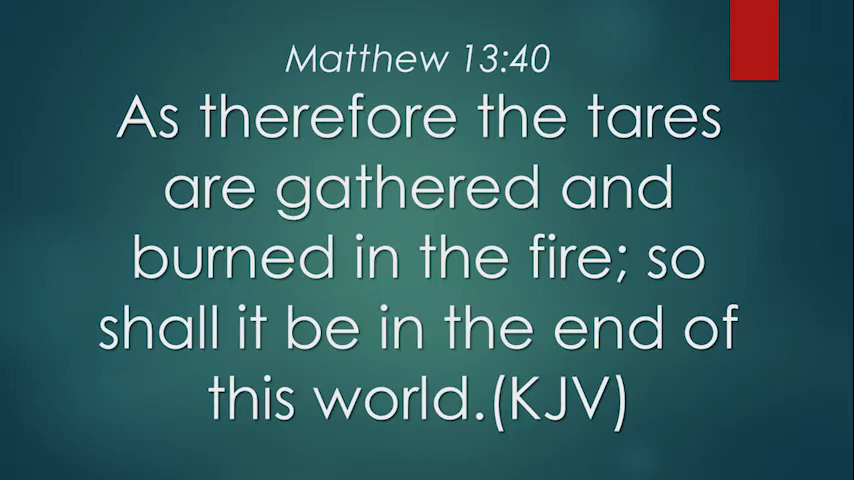 Matthew 13:40
As therefore the tares
are gathered and
burned in the fire; so
shall it be in the end of
this world.(KJV)